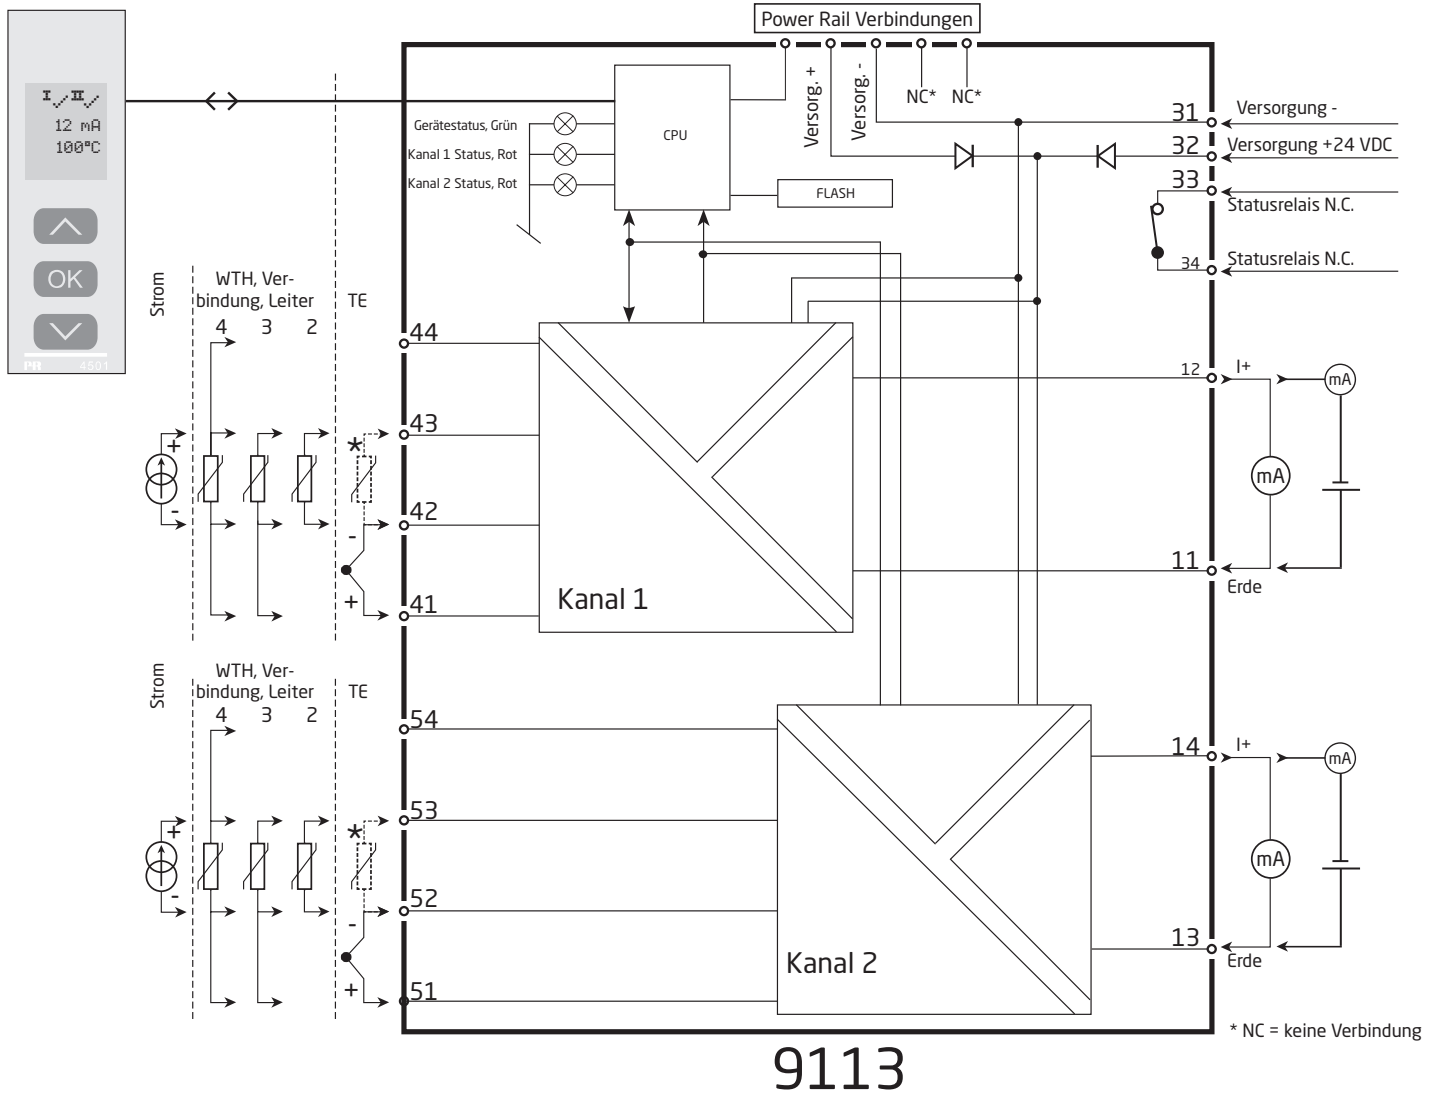 Power Rail Verbindungen
I ✓ II ✓
12 mA
100°C
OK
PR 4501
Gerätestatus, Grün
Kanal 1 Status, Rot
Kanal 2 Status, Rot
CPU
FLASH
Versorg. +
Versorg. -
NC*
NC*
31
Versorgung -
32
Versorgung +24 VDC
33
Statusrelais N.C.
34
Statusrelais N.C.
Strom
WTH, Ver-
bindung, Leiter
4 3 2
TE
44
43
42
41
+
-
*
-
+
Kanal 1
12
I+
mA
mA
11
Erde
Strom
WTH, Ver-
bindung, Leiter
4 3 2
TE
54
53
52
51
+
-
*
-
+
Kanal 2
14
I+
mA
mA
13
Erde
* NC = keine Verbindung
9113